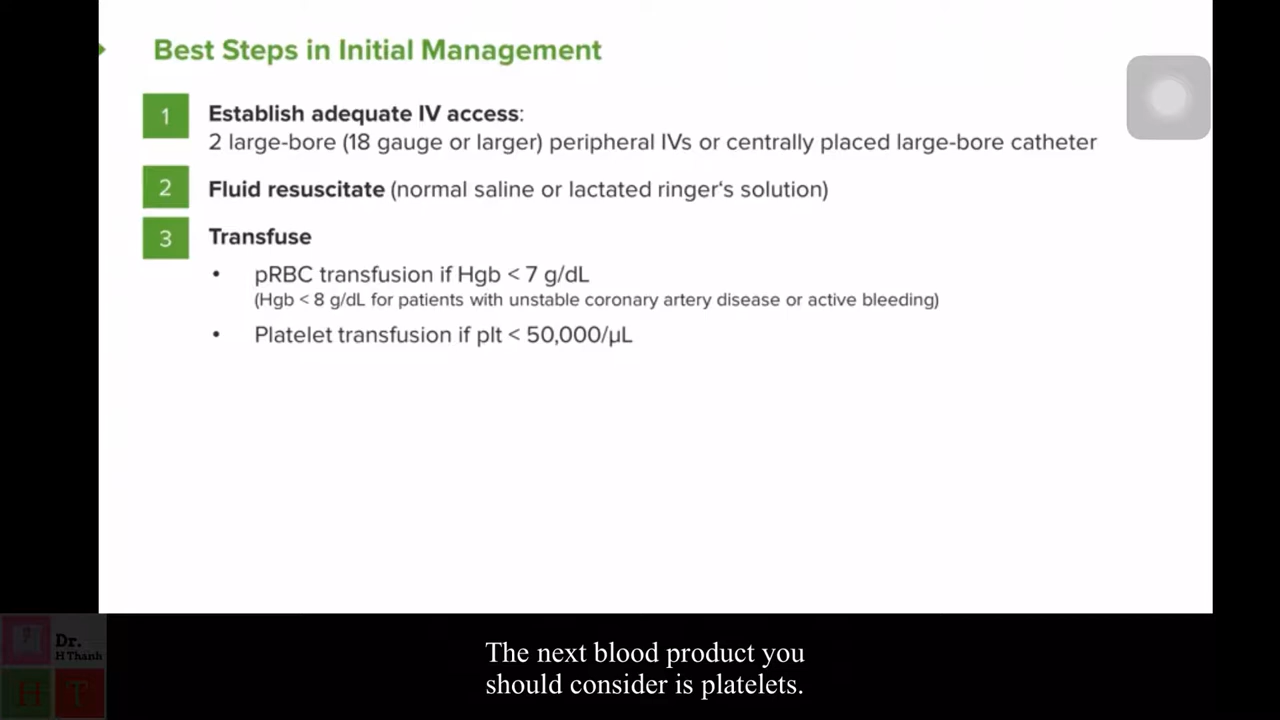 Best Steps in Initial Management
1
Establish adequate IV access:
2 large-bore (18 gauge or larger) peripheral IVs or centrally placed large-bore catheter
2
Fluid resuscitate (normal saline or lactated ringer‘s solution)
3
Transfuse
• pRBC transfusion if Hgb < 7 g/dL
(Hgb < 8 g/dL for patients with unstable coronary artery disease or active bleeding)
• Platelet transfusion if plt < 50,000/µL
Dr.
H Thanh
H T
The next blood product you
should consider is platelets.